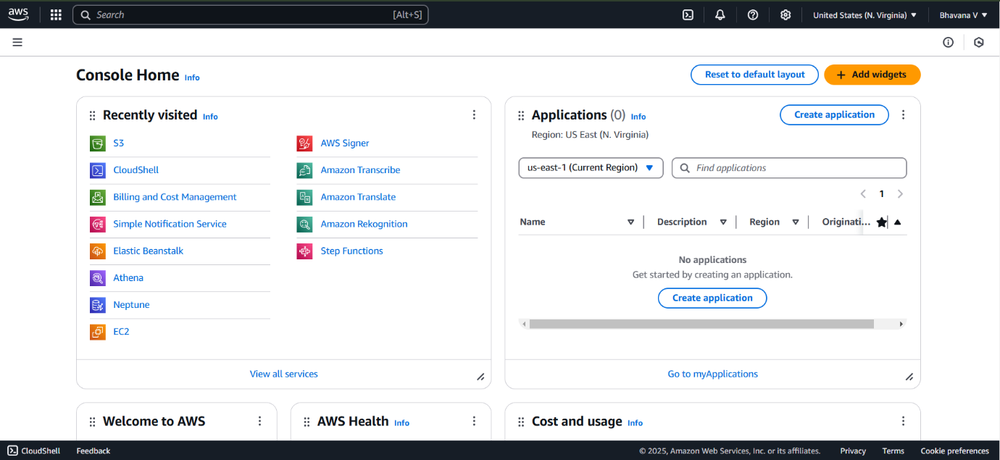 aws Search [Alt+S] United States (N. Virginia) Bhavana V
Console Home Info
Reset to default layout
+ Add widgets
Recently visited Info
S3
CloudShell
Billing and Cost Management
Simple Notification Service
Elastic Beanstalk
Athena
Neptune
EC2
AWS Signer
Amazon Transcribe
Amazon Translate
Amazon Rekognition
Step Functions
View all services
Applications (0) Info
Create application
Region: US East (N. Virginia)
us-east-1 (Current Region)
Find applications
1
Name Description Region Originati...
No applications
Get started by creating an application.
Create application
Go to myApplications
Welcome to AWS
AWS Health Info
Cost and usage Info
CloudShell Feedback © 2025, Amazon Web Services, Inc. or its affiliates. Privacy Terms Cookie preferences